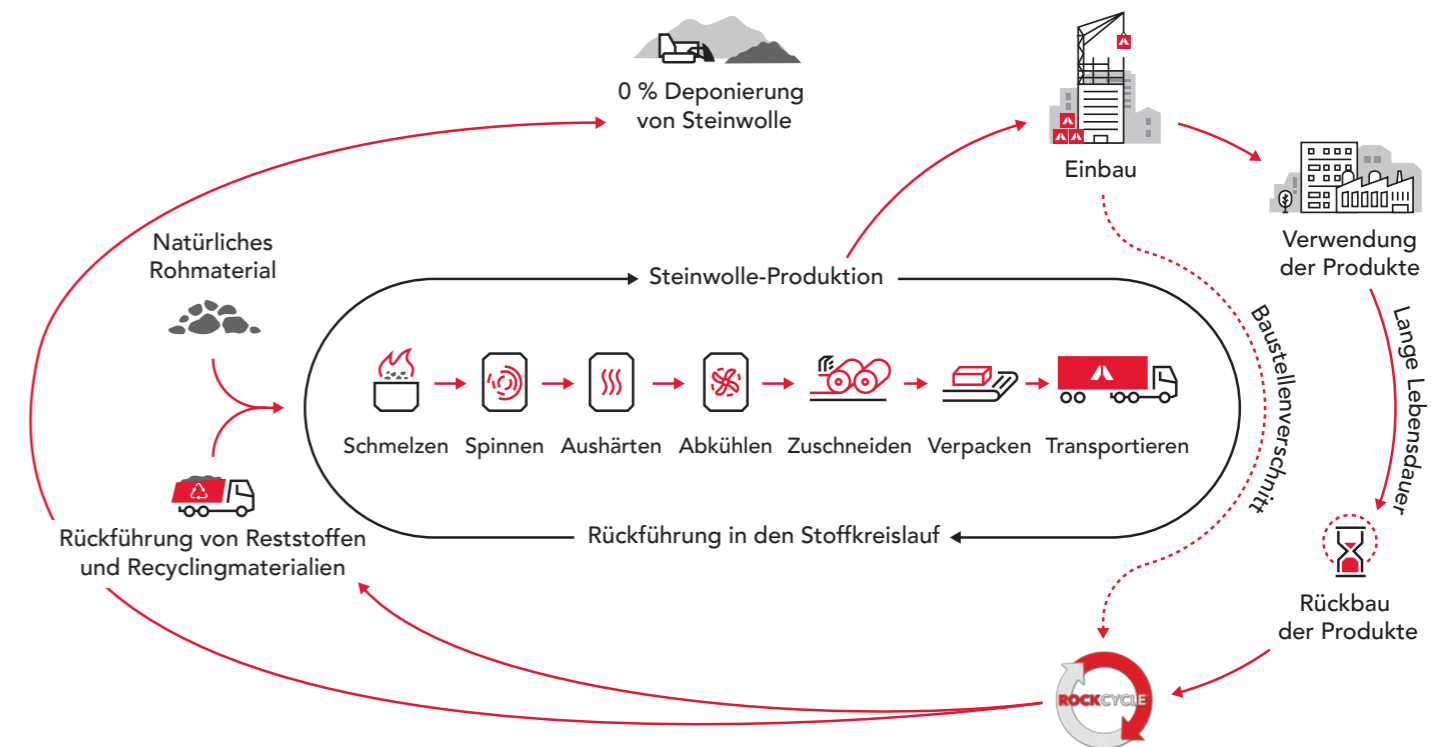 0 % Deponierung
von Steinwolle
Einbau
Verwendung
der Produkte
Natürliches
Rohmaterial
Steinwolle-Produktion
Baustellenverschnitt
Lange Lebensdauer
Schmelzen
Spinnen
Aushärten
Abkühlen
Zuschneiden
Verpacken
Transportieren
Rückführung von Reststoffen
und Recyclingmaterialien
Rückführung in den Stoffkreislauf
Rückbau
der Produkte
ROCKCYCLE